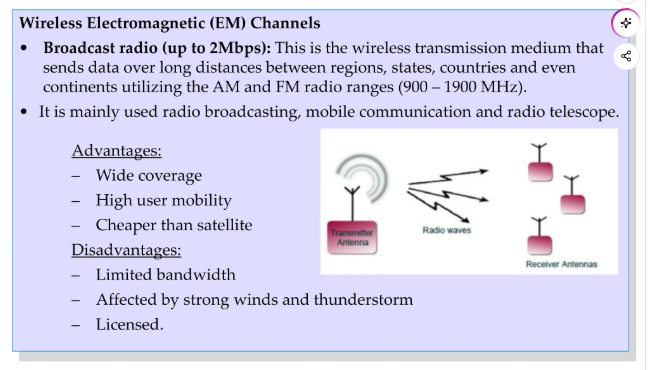 Wireless Electromagnetic (EM) Channels
• Broadcast radio (up to 2Mbps): This is the wireless transmission medium that
sends data over long distances between regions, states, countries and even
continents utilizing the AM and FM radio ranges (900 – 1900 MHz).
• It is mainly used radio broadcasting, mobile communication and radio telescope.
Advantages:
– Wide coverage
– High user mobility
– Cheaper than satellite
Disadvantages:
– Limited bandwidth
– Affected by strong winds and thunderstorm
– Licensed.
Transmitter
Antenna
Radio waves
Receiver Antennas